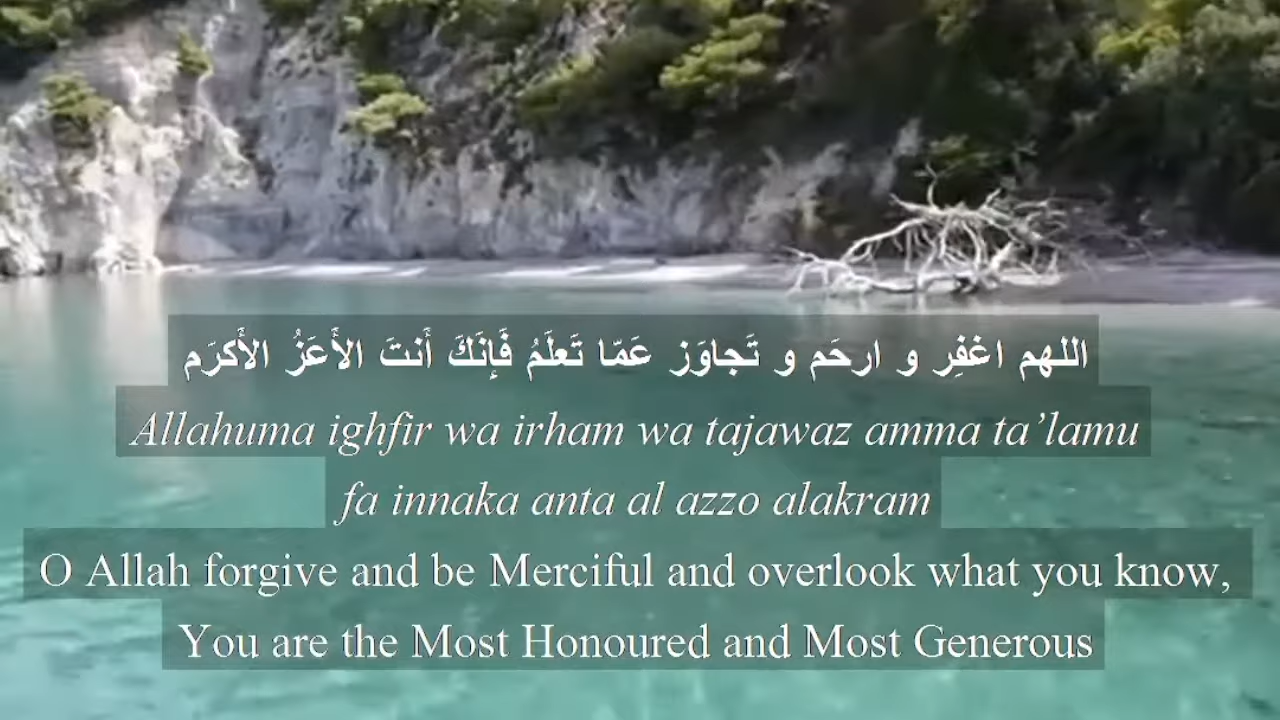 اللهم اغفِر و ارحَم و تَجاوَز عَمّا تَعلَمُ فَإنَكَ أَنتَ الأَعَزُ الأَكرَم
Allahuma ighfir wa irham wa tajawaz amma ta’lamu
fa innaka anta al azzo alakram
O Allah forgive and be Merciful and overlook what you know,
You are the Most Honoured and Most Generous